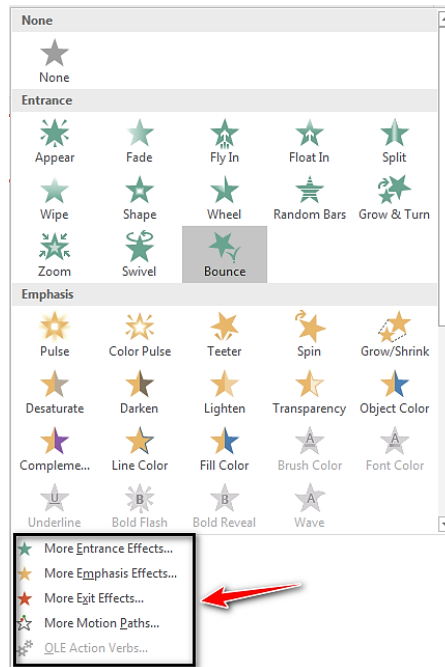 None
None
Entrance
Appear Fade Fly In Float In Split
Wipe Shape Wheel Random Bars Grow & Turn
Zoom Swivel Bounce
Emphasis
Pulse Color Pulse Teeter Spin Grow/Shrink
Desaturate Darken Lighten Transparency Object Color
Compleme... Line Color Fill Color Brush Color Font Color
Underline Bold Flash Bold Reveal Wave
More Entrance Effects...
More Emphasis Effects...
More Exit Effects...
More Motion Paths...
OLE Action Verbs...